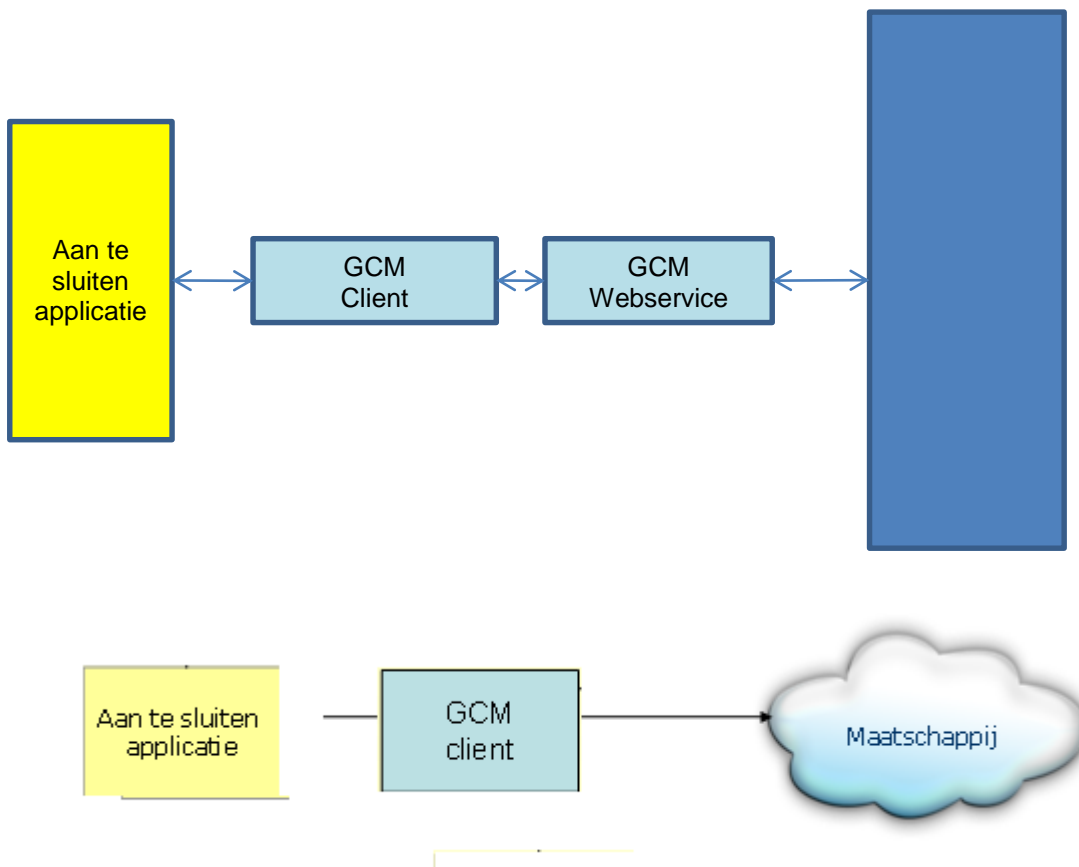 Aan te
sluiten
applicatie
GCM
Client
GCM
Webservice
Aan te sluiten
applicatie
GCM
client
Maatschappij